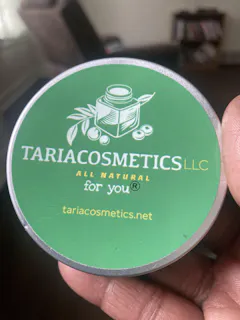 TARIACOSMETICS LLC
ALL NATURAL
for you®
tariacosmetics.net